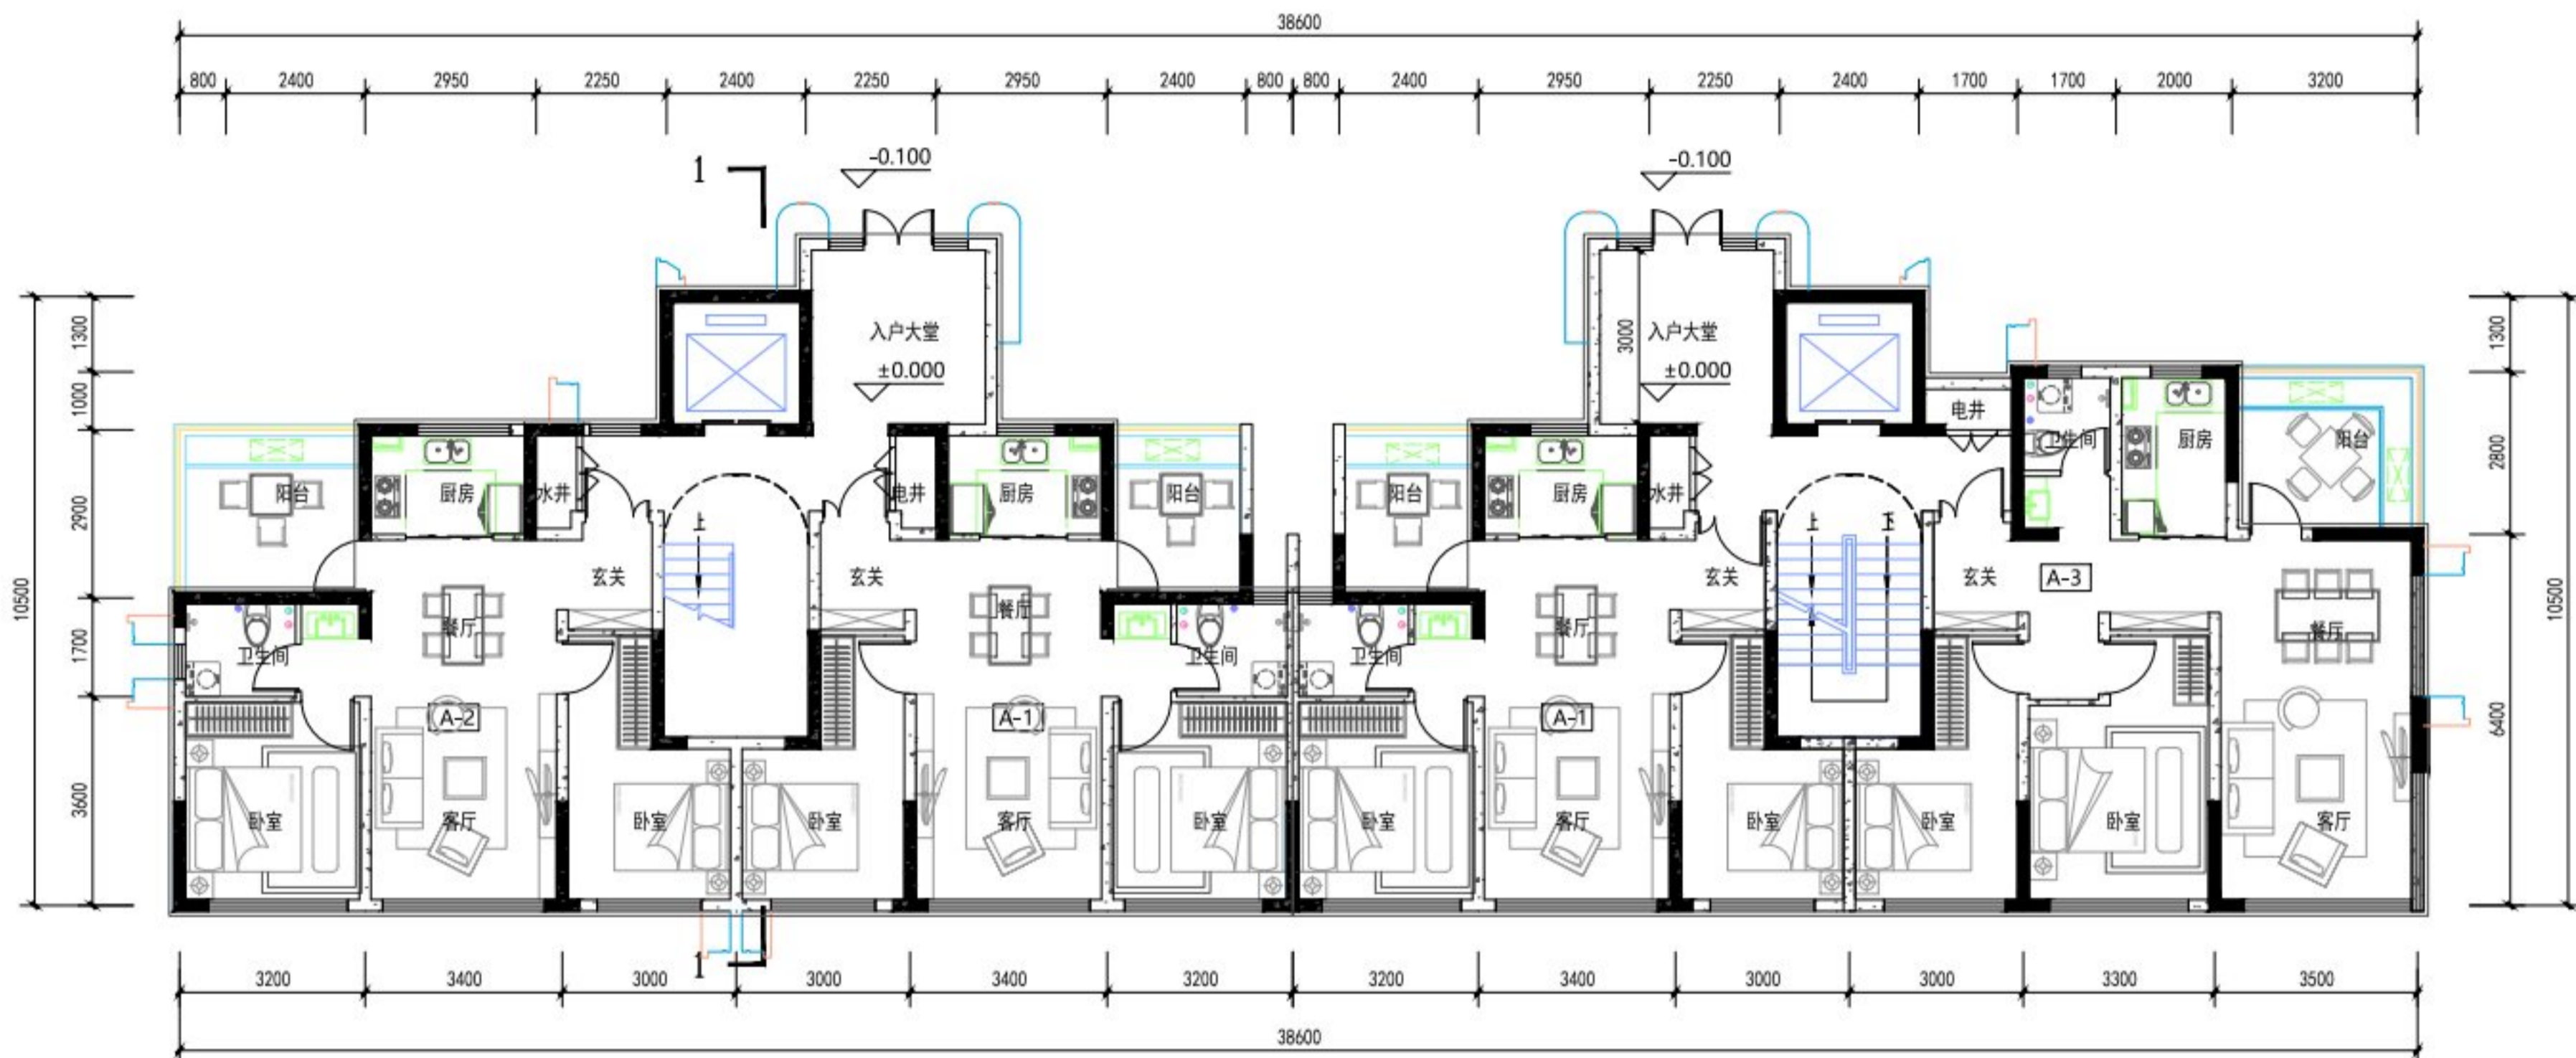 38600
800 2400 2950 2250 2400 2250 2950 2400 800 800 2400 2950 2250 2400 1700 1700 2000 3200
1 -0.100 -0.100
入户大堂 3000 入户大堂
±0.000 ±0.000
电井 卫生间 厨房 阳台
阳台 厨房 水井 上 电井 厨房 阳台 阳台 厨房 水井 上 下
玄关 玄关 玄关 玄关 A-3
餐厅 餐厅 餐厅 餐厅
卫生间 卫生间 卫生间
A-2 A-1 A-1
卧室 客厅 卧室 卧室 客厅 卧室 卧室 客厅 卧室 卧室 卧室 客厅
1
1300 1000 2900 1700 3600
10500
1300 2800 6400
10500
3200 3400 3000 3000 3400 3200 3200 3400 3000 3000 3300 3500
38600